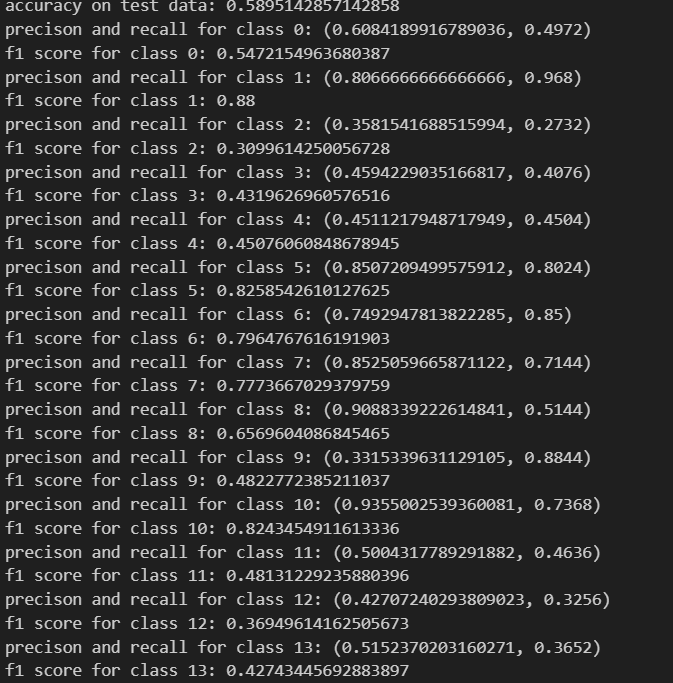 accuracy on test data: 0.5895142857142858
precison and recall for class 0: (0.6084189916789036, 0.4972)
f1 score for class 0: 0.5472154963680387
precison and recall for class 1: (0.8066666666666666, 0.968)
f1 score for class 1: 0.88
precison and recall for class 2: (0.3581541688515994, 0.2732)
f1 score for class 2: 0.3099614250056728
precison and recall for class 3: (0.4594229035166817, 0.4076)
f1 score for class 3: 0.4319626960576516
precison and recall for class 4: (0.4511217948717949, 0.4504)
f1 score for class 4: 0.45076060848678945
precison and recall for class 5: (0.8507209499575912, 0.8024)
f1 score for class 5: 0.8258542610127625
precison and recall for class 6: (0.7492947813822285, 0.85)
f1 score for class 6: 0.7964767616191903
precison and recall for class 7: (0.8525059665871122, 0.7144)
f1 score for class 7: 0.7773667029379759
precison and recall for class 8: (0.9088339222614841, 0.5144)
f1 score for class 8: 0.6569604086845465
precison and recall for class 9: (0.3315339631129105, 0.8844)
f1 score for class 9: 0.4822772385211037
precison and recall for class 10: (0.9355002539360081, 0.7368)
f1 score for class 10: 0.8243454911613336
precison and recall for class 11: (0.5004317789291882, 0.4636)
f1 score for class 11: 0.48131229235880396
precison and recall for class 12: (0.42707240293809023, 0.3256)
f1 score for class 12: 0.36949614162505673
precison and recall for class 13: (0.5152370203160271, 0.3652)
f1 score for class 13: 0.42743445692883897